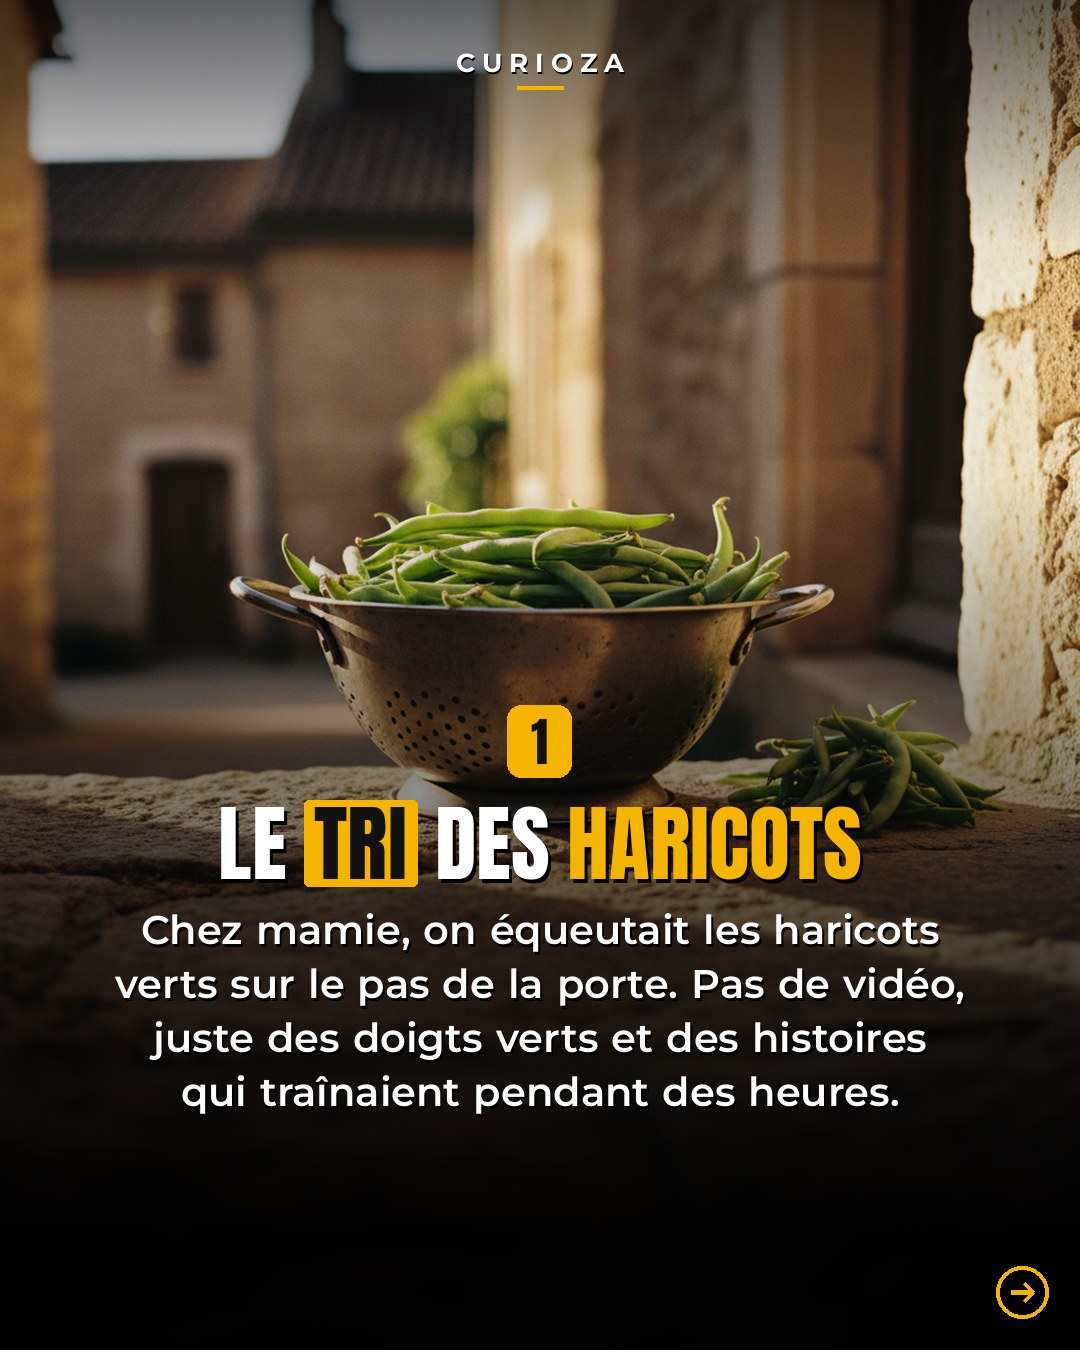 CURIOZA
1
LE TRI DES HARICOTS
Chez mamie, on équeutait les haricots
verts sur le pas de la porte. Pas de vidéo,
juste des doigts verts et des histoires
qui traînaient pendant des heures.